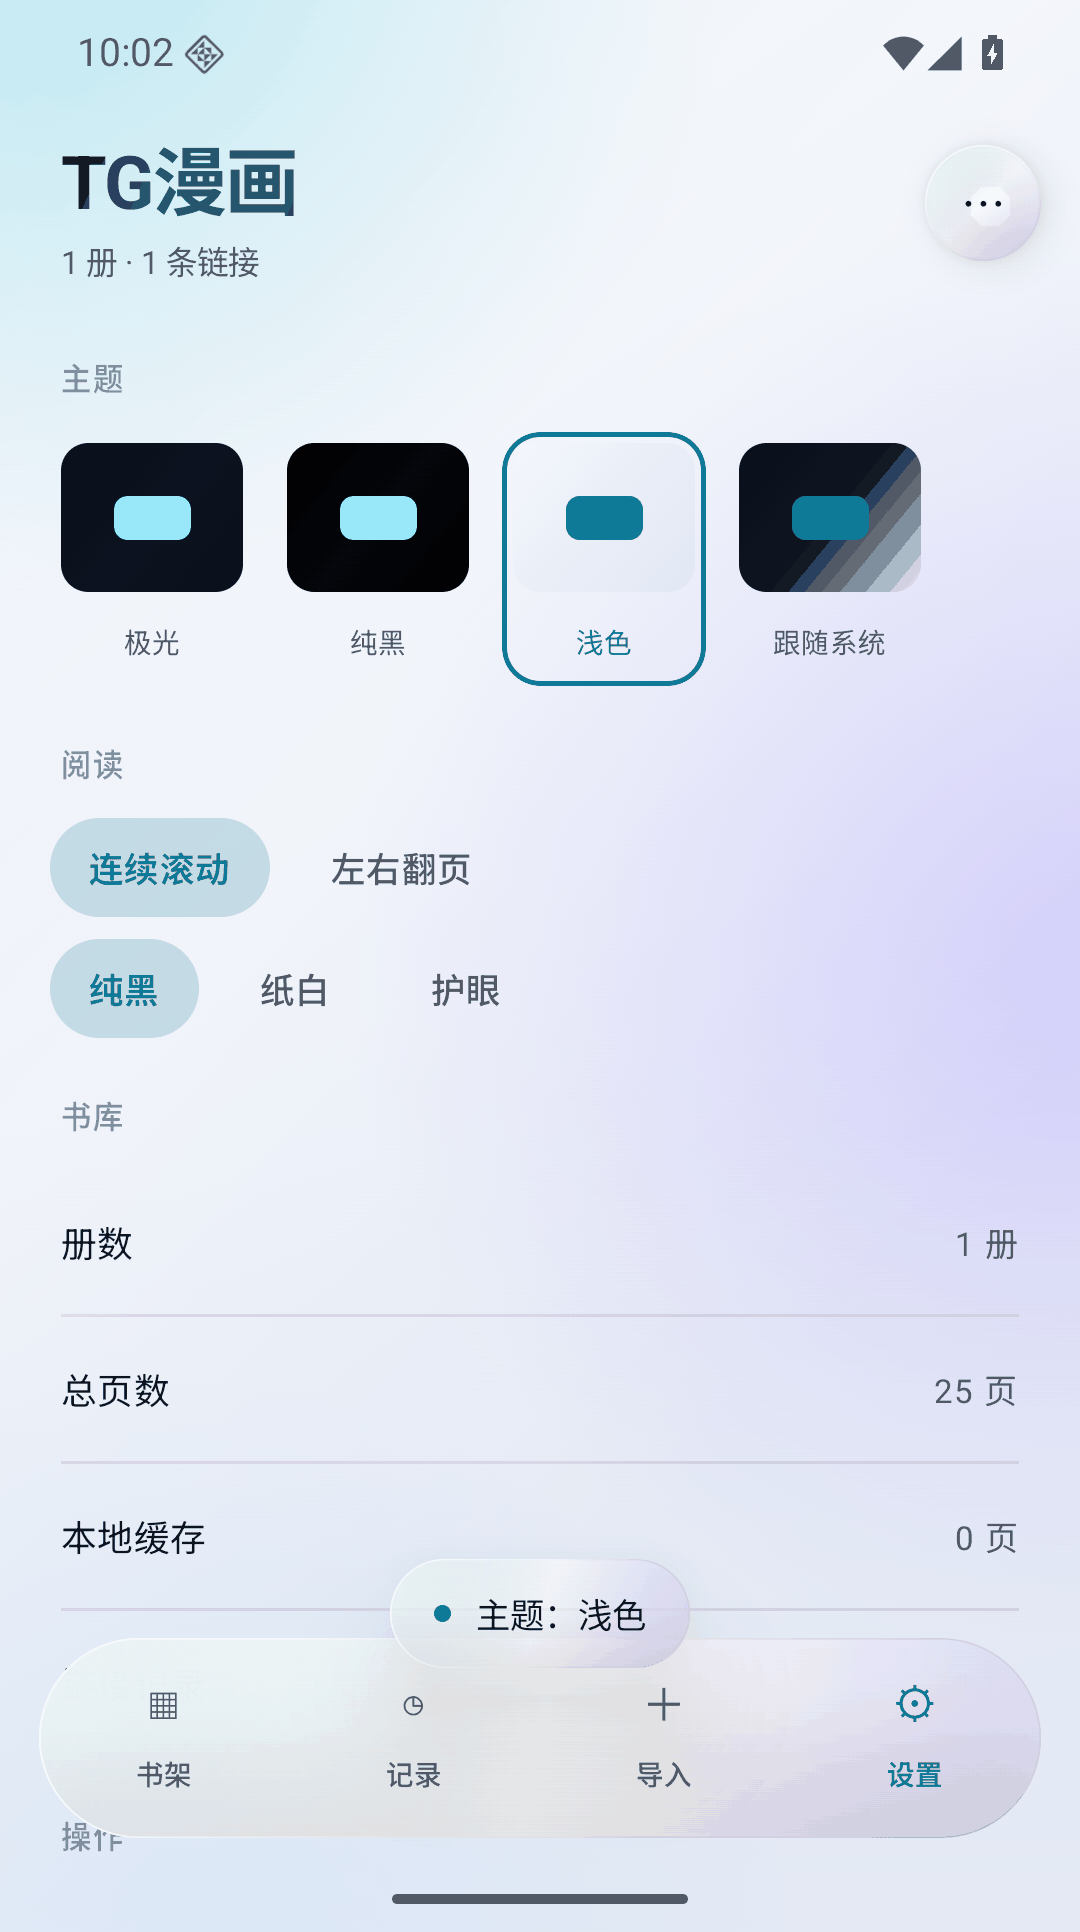 10:02
TG漫画
1 册 · 1 条链接
主题
极光 纯黑 浅色 跟随系统
阅读
连续滚动 左右翻页
纯黑 纸白 护眼
书库
册数 1 册
总页数 25 页
本地缓存 0 页
主题：浅色
书架 记录 导入 设置
操作